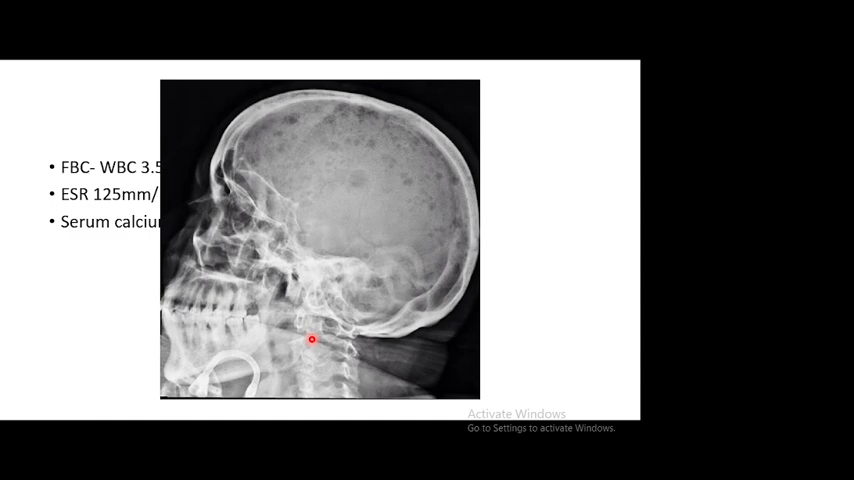 • FBC- WBC 3.5
• ESR 125mm/
• Serum calciu
Activate Windows
Go to Settings to activate Windows.